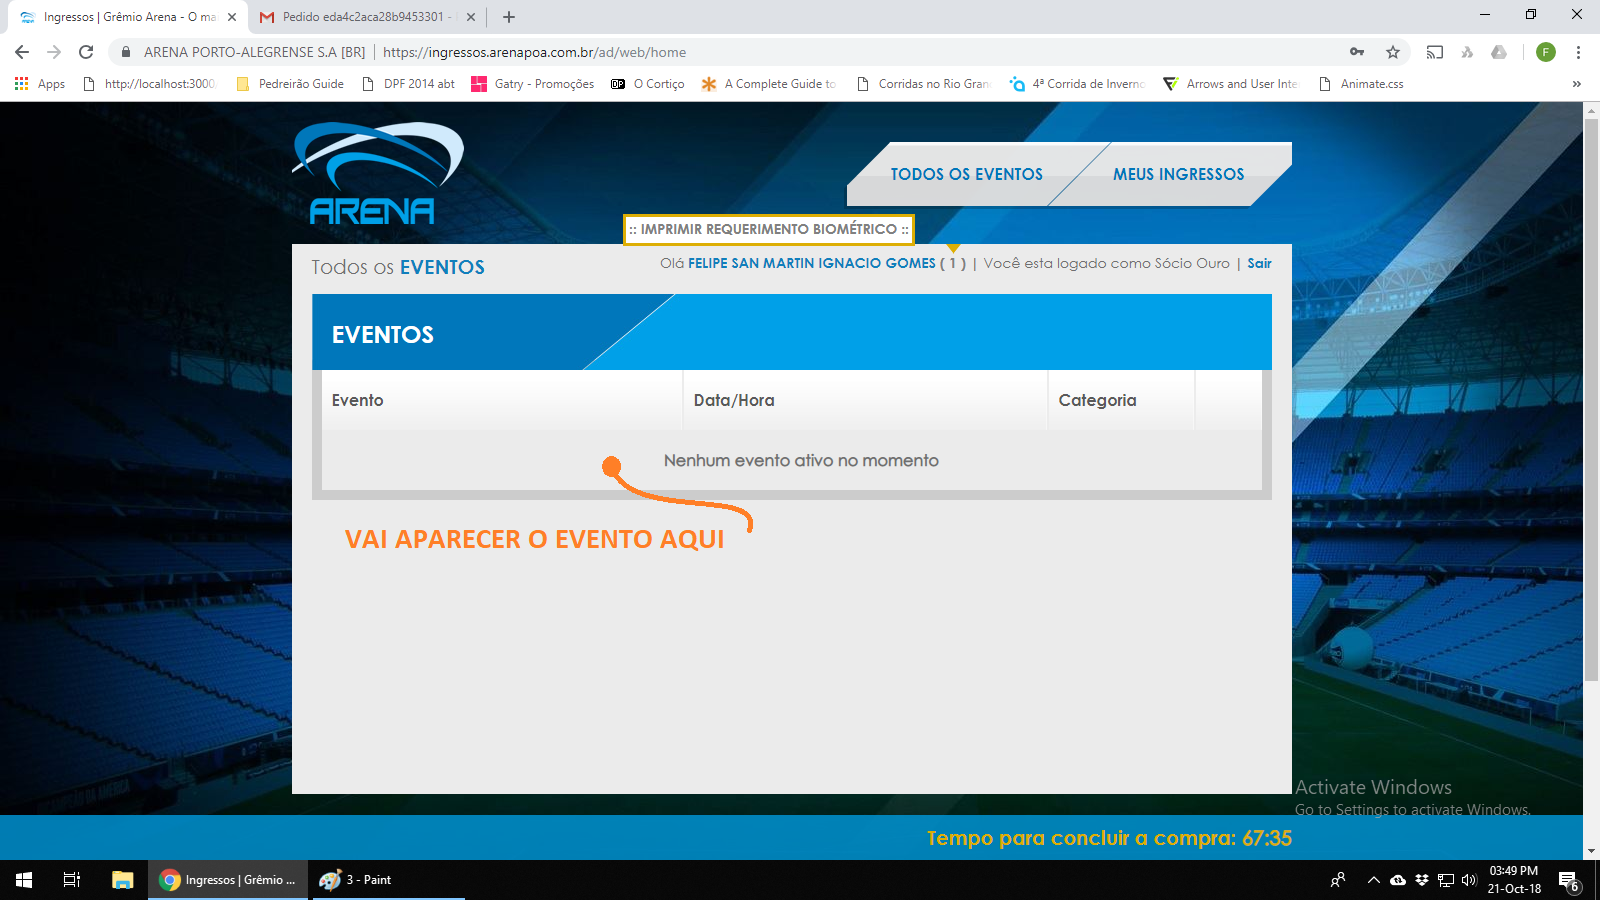 Ingressos | Grêmio Arena - O ma
Pedido eda4c2aca28b9453301 -
ARENA PORTO-ALEGRENSE S.A [BR]
https://ingressos.arenapoa.com.br/ad/web/home
F
Apps
http://localhost:3000
Pedreirão Guide
DPF 2014 abt
Gatry - Promoções
O Cortiço
A Complete Guide to
Corridas no Rio Gran
4ª Corrida de Inverno
Arrows and User Inte
Animate.css
ARENA
TODOS OS EVENTOS
MEUS INGRESSOS
:: IMPRIMIR REQUERIMENTO BIOMÉTRICO ::
Todos os EVENTOS
Olá FELIPE SAN MARTIN IGNACIO GOMES ( 1 ) | Você esta logado como Sócio Ouro | Sair
EVENTOS
Evento
Data/Hora
Categoria
Nenhum evento ativo no momento
VAI APARECER O EVENTO AQUI
Activate Windows
Go to Settings to activate Windows.
Tempo para concluir a compra: 67:35
Ingressos | Grêmio ...
3 - Paint
03:49 PM
21-Oct-18
6